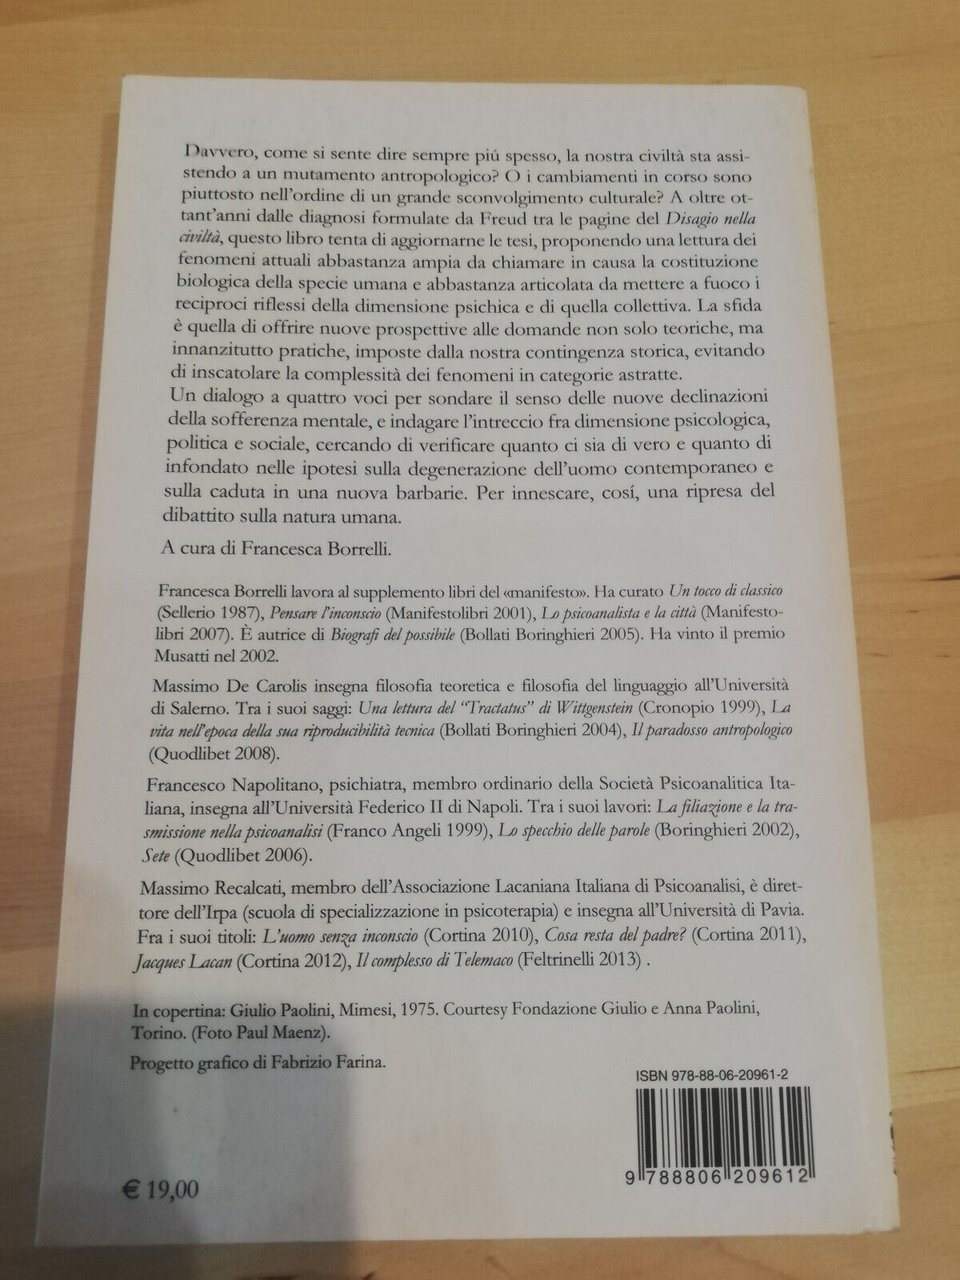 Davvero, come si sente dire sempre piú spesso, la nostra civiltà sta assi-
stendo a un mutamento antropologico? O i cambiamenti in corso sono
piuttosto nell'ordine di un grande sconvolgimento culturale? A oltre ot-
tant'anni dalle diagnosi formulate da Freud tra le pagine del Disagio nella
civiltà, questo libro tenta di aggiornarne le tesi, proponendo una lettura dei
fenomeni attuali abbastanza ampia da chiamare in causa la costituzione
biologica della specie umana e abbastanza articolata da mettere a fuoco i
reciproci riflessi della dimensione psichica e di quella collettiva. La sfida
è quella di offrire nuove prospettive alle domande non solo teoriche, ma
innanzitutto pratiche, imposte dalla nostra contingenza storica, evitando
di inscatolare la complessità dei fenomeni in categorie astratte.
Un dialogo a quattro voci per sondare il senso delle nuove declinazioni
della sofferenza mentale, e indagare l'intreccio fra dimensione psicologica,
politica e sociale, cercando di verificare quanto ci sia di vero e quanto di
infondato nelle ipotesi sulla degenerazione dell'uomo contemporaneo e
sulla caduta in una nuova barbarie. Per innescare, cosí, una ripresa del
dibattito sulla natura umana.
A cura di Francesca Borrelli.
Francesca Borrelli lavora al supplemento libri del «manifesto». Ha curato Un tocco di classico
(Sellerio 1987), Pensare l'inconscio (Manifestolibri 2001), Lo psicoanalista e la città (Manifesto-
libri 2007). È autrice di Biografi del possibile (Bollati Boringhieri 2005). Ha vinto il premio
Musatti nel 2002.
Massimo De Carolis insegna filosofia teoretica e filosofia del linguaggio all'Università
di Salerno. Tra i suoi saggi: Una lettura del "Tractatus" di Wittgenstein (Cronopio 1999), La
vita nell'epoca della sua riproducibilità tecnica (Bollati Boringhieri 2004), Il paradosso antropologico
(Quodlibet 2008).
Francesco Napolitano, psichiatra, membro ordinario della Società Psicoanalitica Ita-
liana, insegna all'Università Federico II di Napoli. Tra i suoi lavori: La filiazione e la tra-
smissione nella psicoanalisi (Franco Angeli 1999), Lo specchio delle parole (Boringhieri 2002),
Sete (Quodlibet 2006).
Massimo Recalcati, membro dell'Associazione Lacaniana Italiana di Psicoanalisi, è diret-
tore dell'Irpa (scuola di specializzazione in psicoterapia) e insegna all'Università di Pavia.
Fra i suoi titoli: L'uomo senza inconscio (Cortina 2010), Cosa resta del padre? (Cortina 2011),
Jacques Lacan (Cortina 2012), Il complesso di Telemaco (Feltrinelli 2013) .
In copertina: Giulio Paolini, Mimesi, 1975. Courtesy Fondazione Giulio e Anna Paolini,
Torino. (Foto Paul Maenz).
Progetto grafico di Fabrizio Farina.
ISBN 978-88-06-20961-2
9 788806 209612
€ 19,00